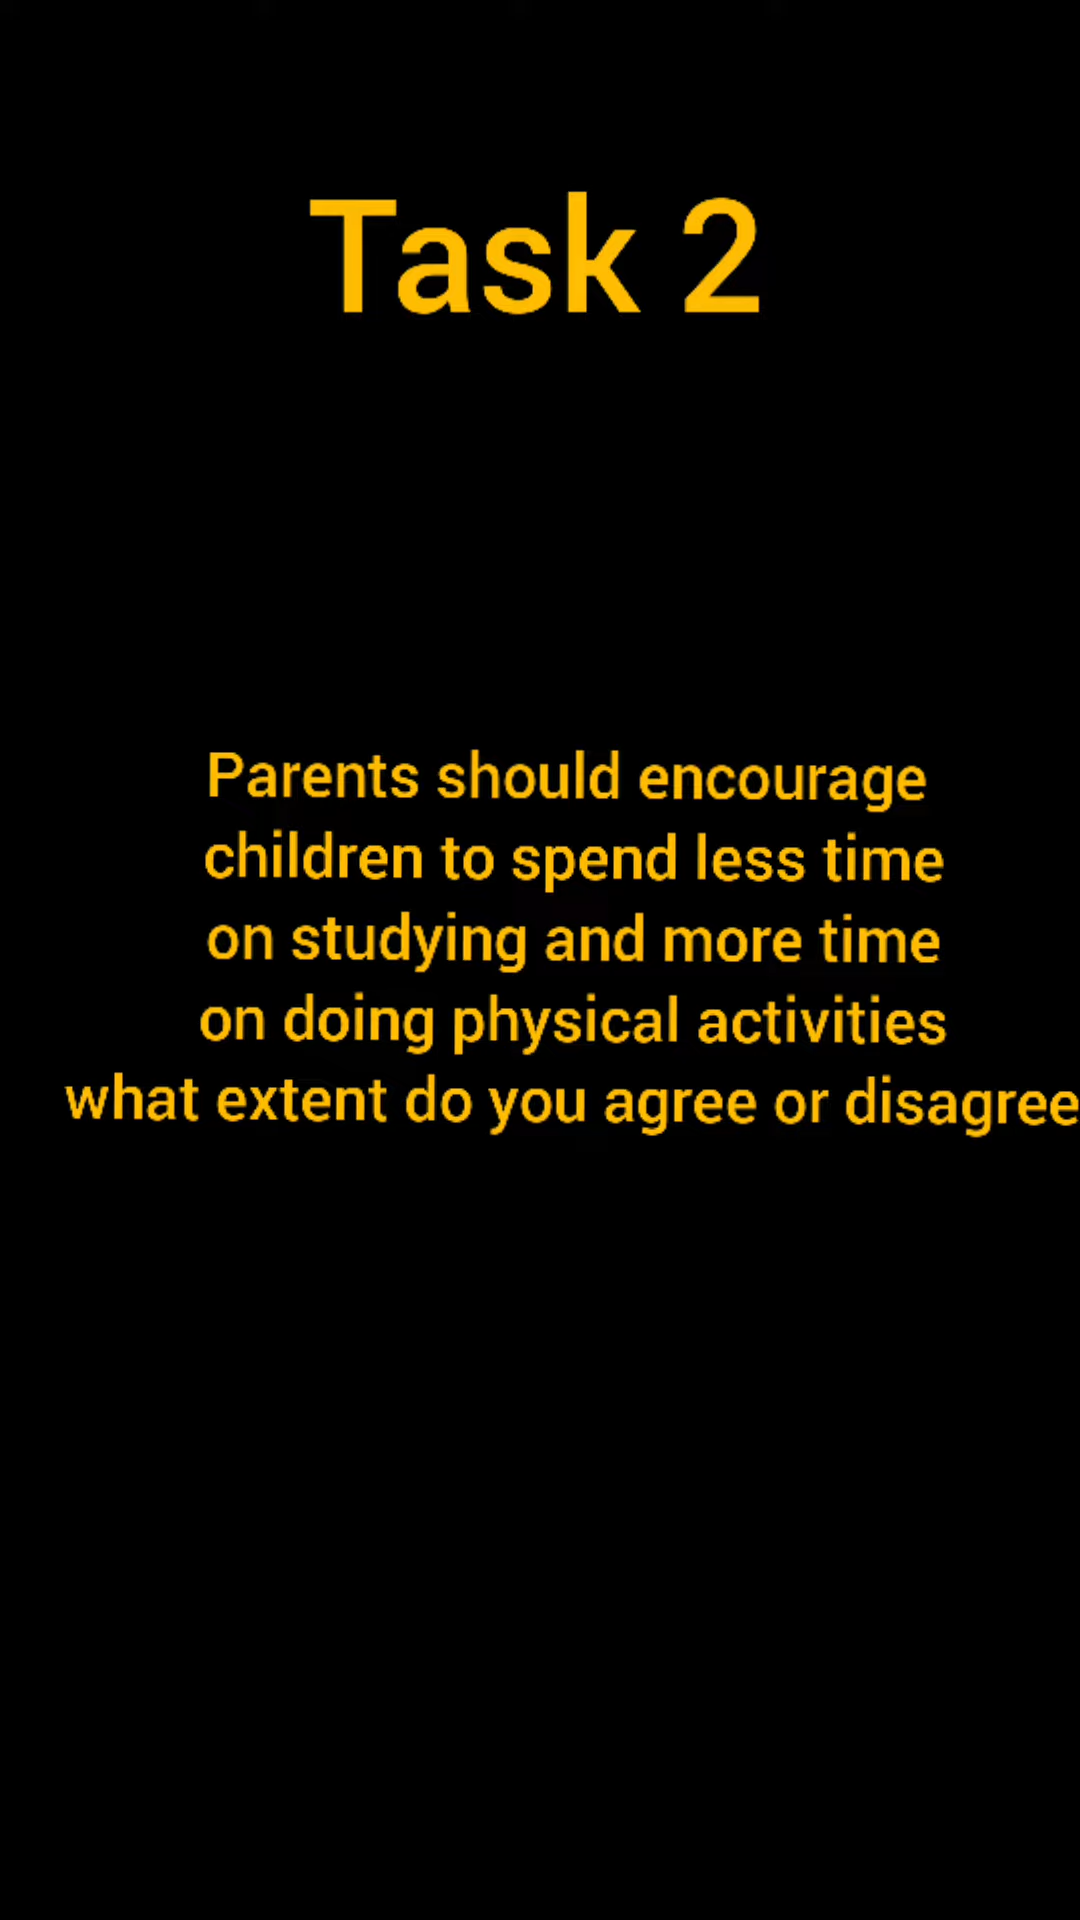 Task 2
Parents should encourage
children to spend less time
on studying and more time
on doing physical activities
what extent do you agree or disagree